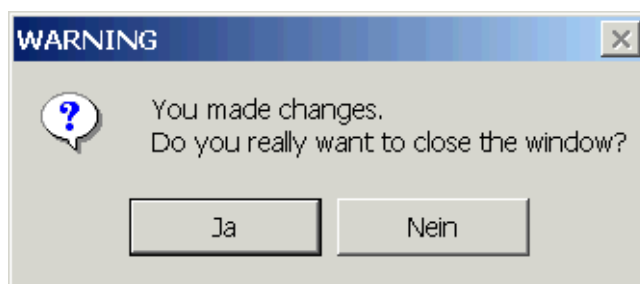 WARNING
You made changes.
Do you really want to close the window?
Ja
Nein